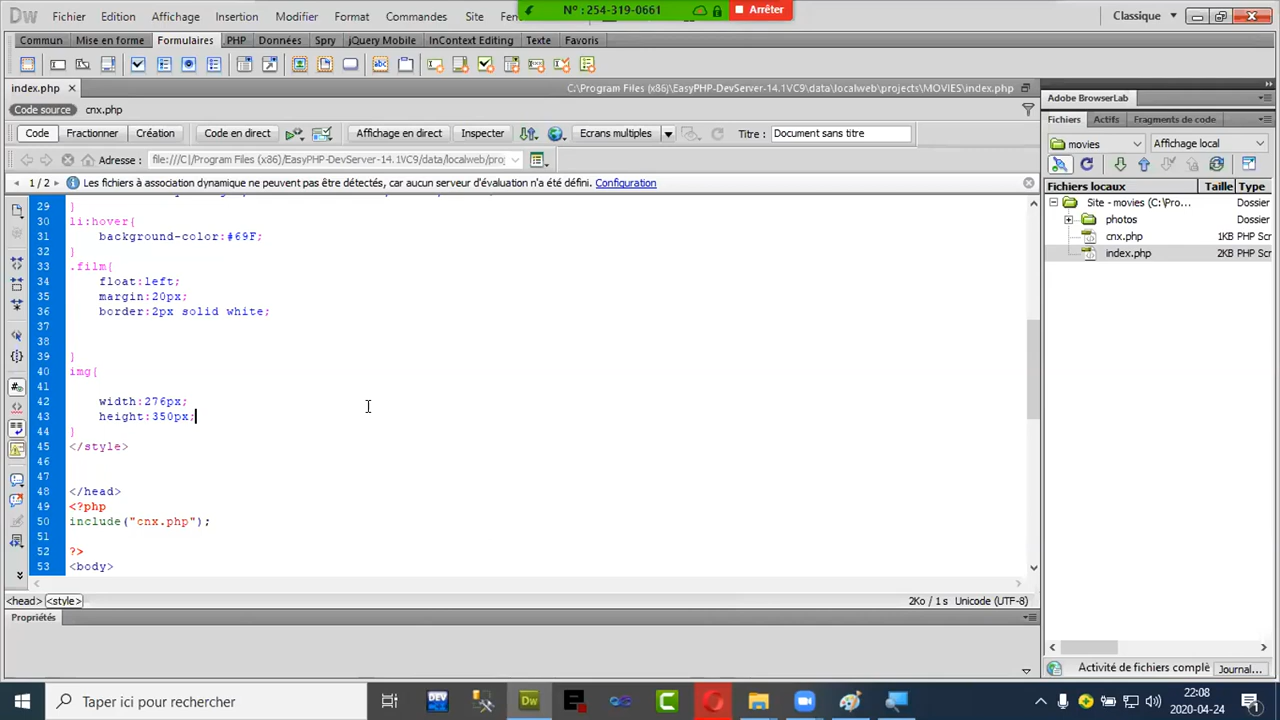 Dw Fichier Edition Affichage Insertion Modifier Format Commandes Site N° : 254-319-0661 Arrêter Classique
Commun Mise en forme Formulaires PHP Données Spry jQuery Mobile InContext Editing Texte Favoris
index.php C:\Program Files (x86)\EasyPHP-DevServer-14.1VC9\data\localweb\projects\MOVIES\index.php
Code source cnx.php
Code Fractionner Création Code en direct Affichage en direct Inspecter Ecrans multiples Titre : Document sans titre
Adresse : file:///C|/Program Files (x86)/EasyPHP-DevServer-14.1VC9/data/localweb/proj
1 / 2 Les fichiers à association dynamique ne peuvent pas être détectés, car aucun serveur d'évaluation n'a été défini. Configuration
29 }
30 li:hover{
31 background-color:#69F;
32 }
33 .film{
34 float:left;
35 margin:20px;
36 border:2px solid white;
37
38
39 }
40 img{
41
42 width:276px;
43 height:350px;
44 }
45 </style>
46
47
48 </head>
49 <?php
50 include("cnx.php");
51
52 ?>
53 <body>
<head> <style> 2Ko / 1 s Unicode (UTF-8)
Propriétés
Adobe BrowserLab
Fichiers Actifs Fragments de code
movies Affichage local
Fichiers locaux Taille Type
Site - movies (C:\Pro... Dossier
photos Dossier
cnx.php 1KB PHP Scr
index.php 2KB PHP Scr
Activité de fichiers complè Journal...
Taper ici pour rechercher DEV Dw 22:08
2020-04-24